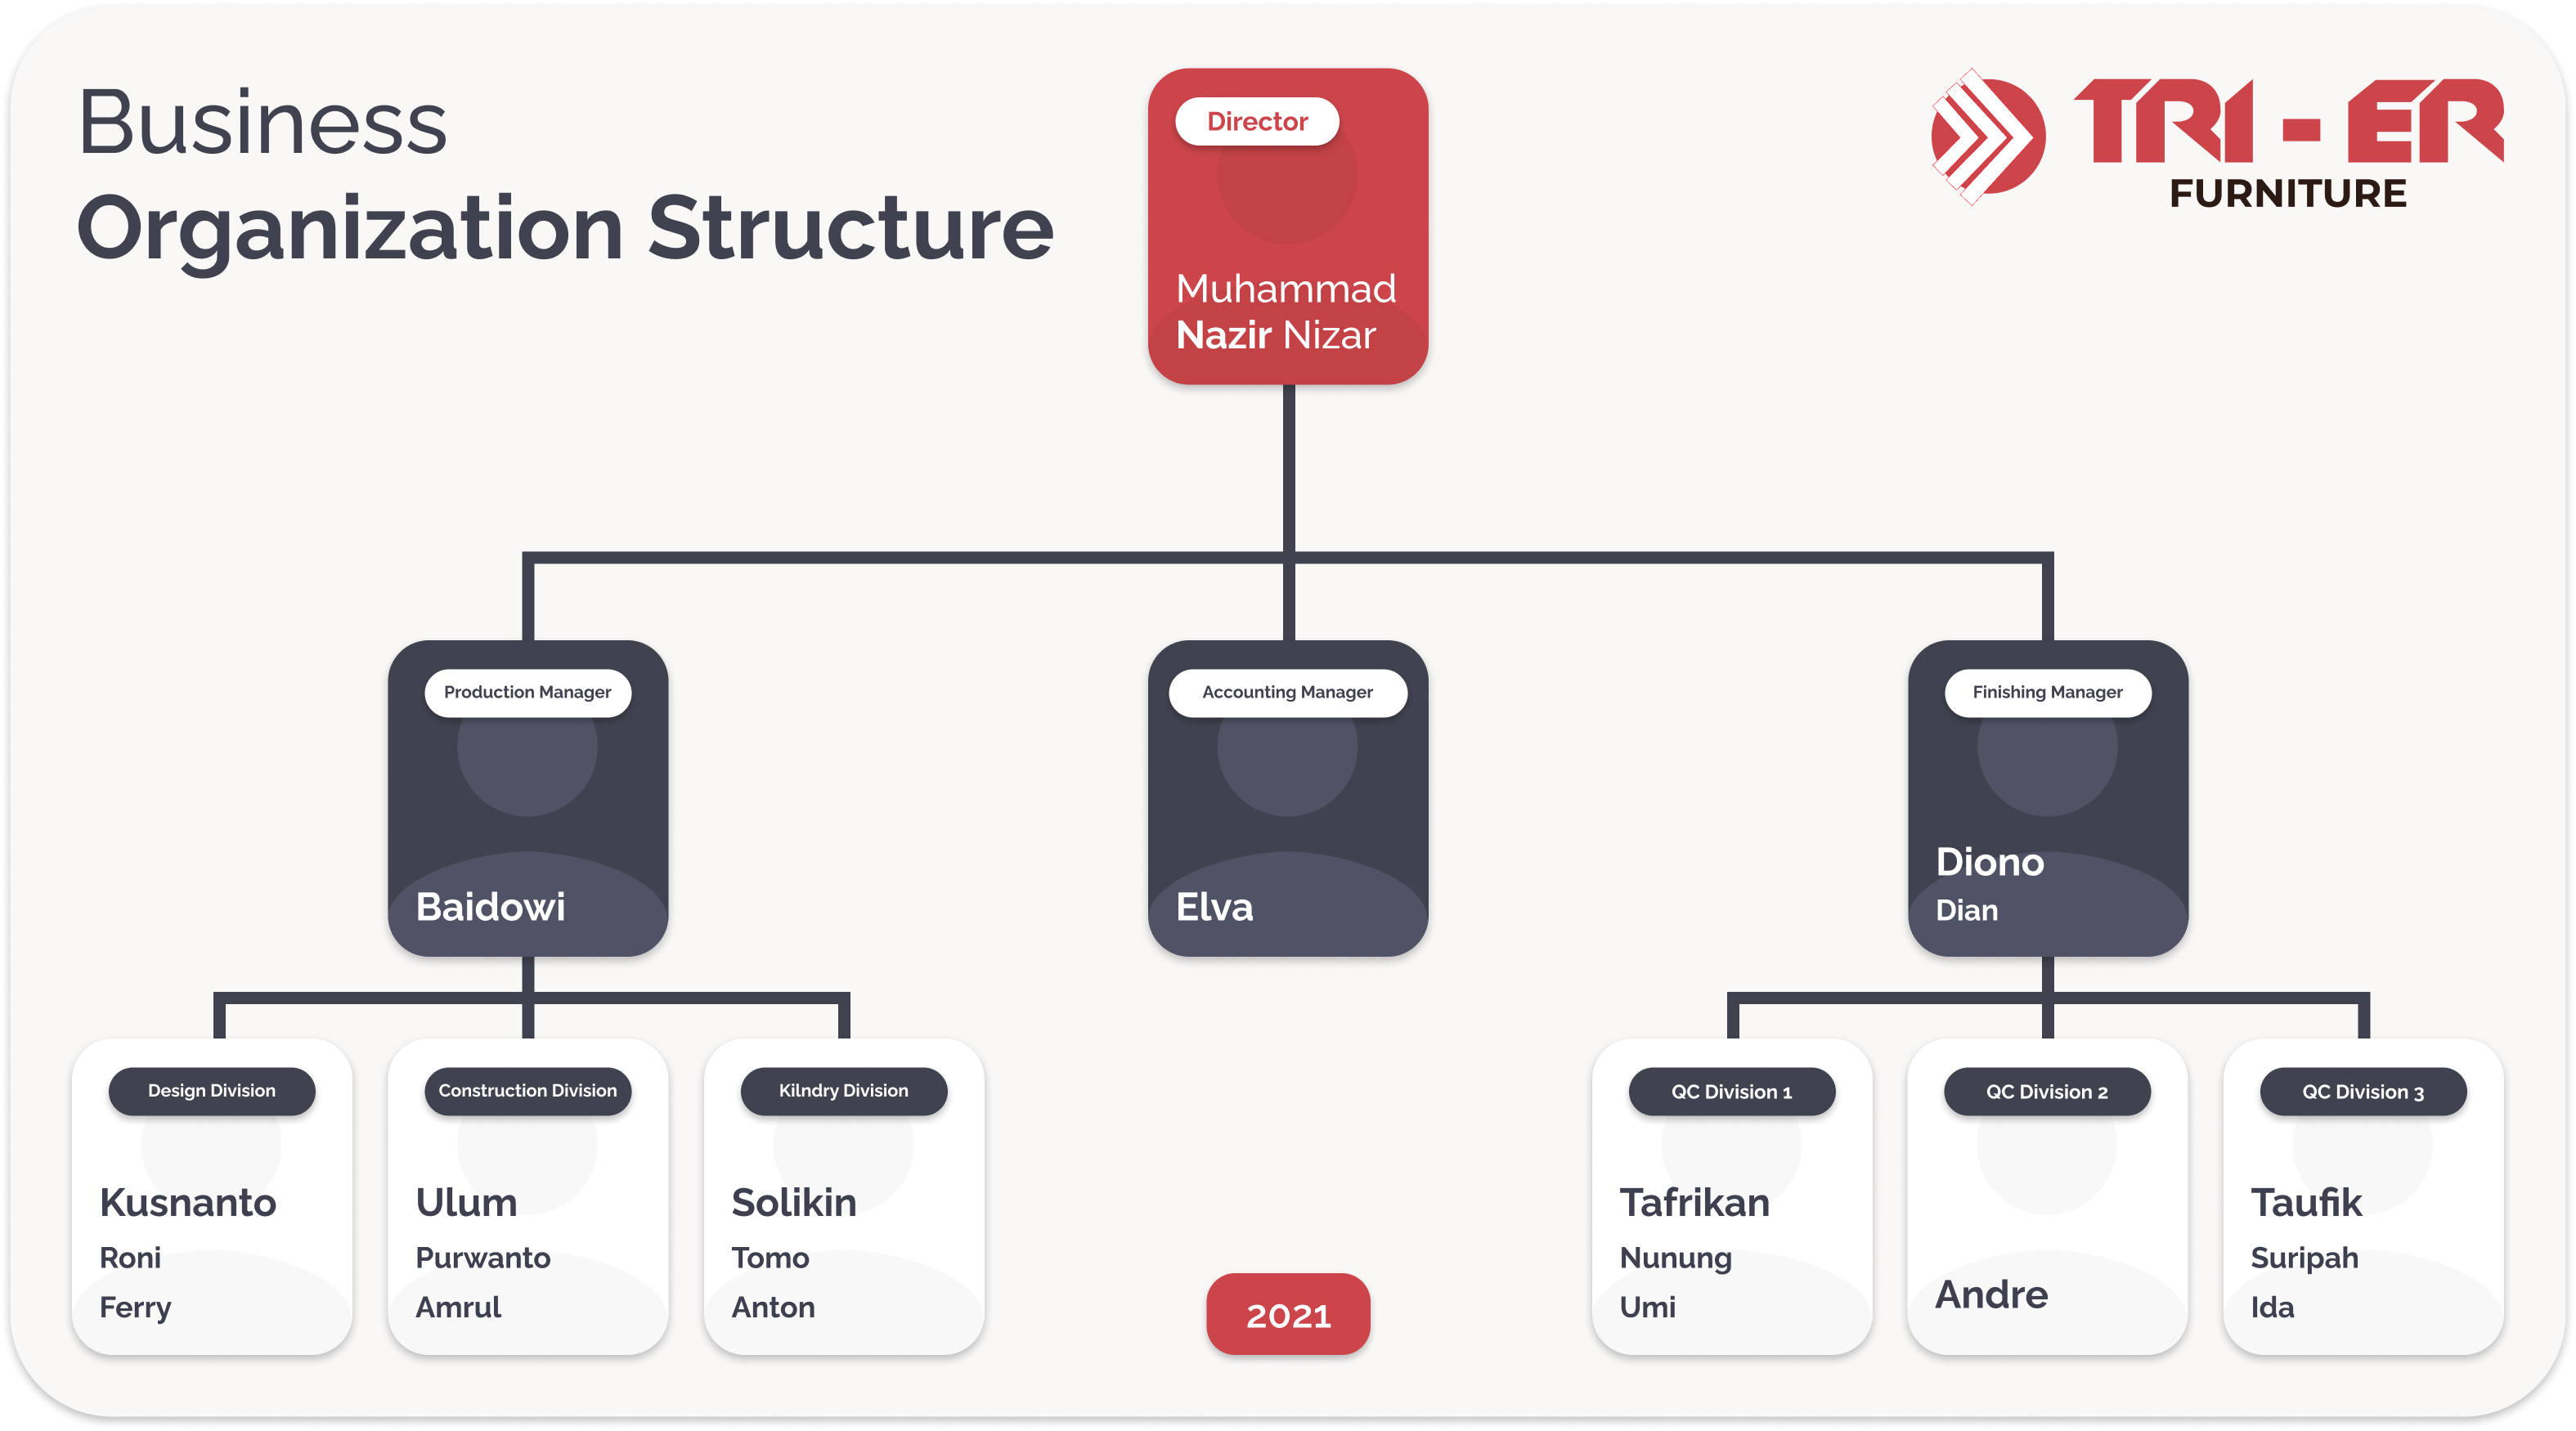 Business
Organization Structure
Director
Muhammad
Nazir Nizar
TRI - ER
FURNITURE
Production Manager
Baidowi
Accounting Manager
Elva
Finishing Manager
Diono
Dian
Design Division
Kusnanto
Roni
Ferry
Construction Division
Ulum
Purwanto
Amrul
Kilndry Division
Solikin
Tomo
Anton
2021
QC Division 1
Tafrikan
Nunung
Umi
QC Division 2
Andre
QC Division 3
Taufik
Suripah
Ida